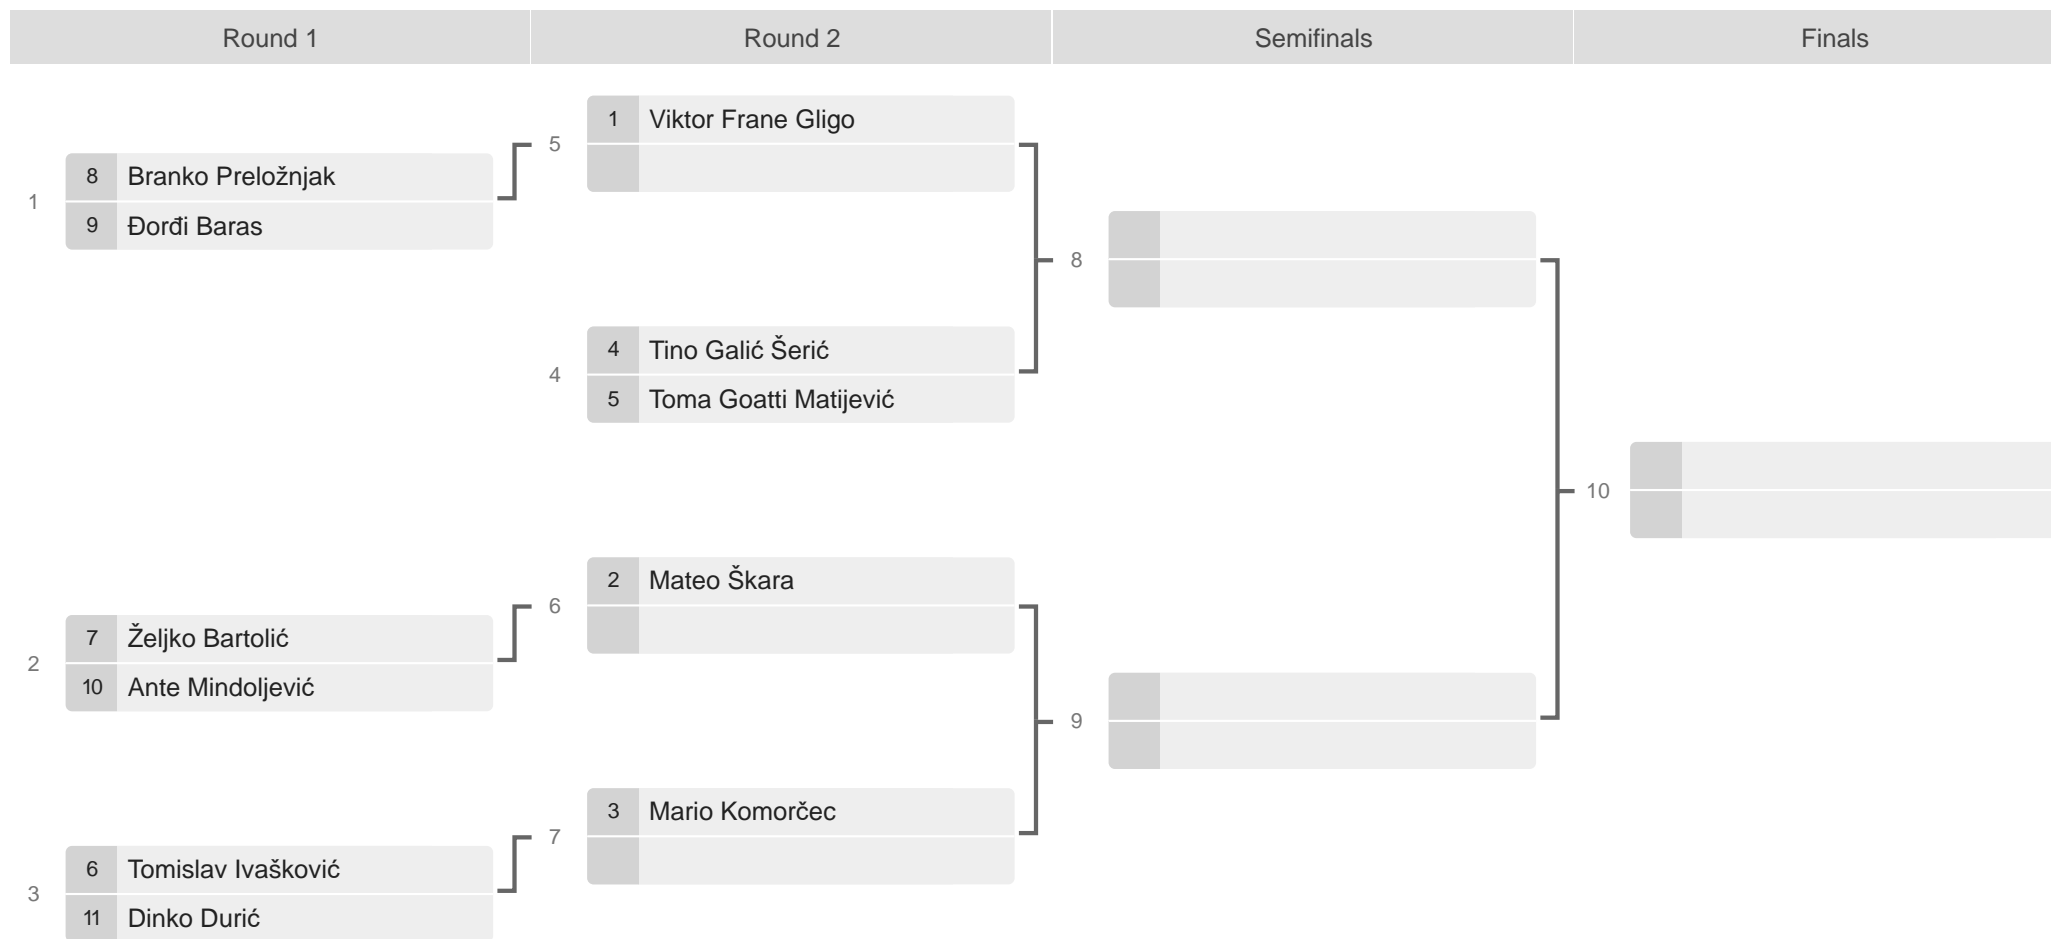 Round 1
Round 2
Semifinals
Finals
1
8 Branko Preložnjak
9 Đorđi Baras
2
7 Željko Bartolić
10 Ante Mindoljević
3
6 Tomislav Ivašković
11 Dinko Durić
5
1 Viktor Frane Gligo
4
4 Tino Galić Šerić
5 Toma Goatti Matijević
6
2 Mateo Škara
7
3 Mario Komorčec
8
9
10